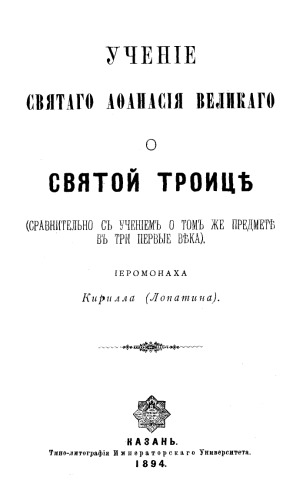 УЧЕНІЕ
СВЯТАГО АѲАНАСІЯ ВЕЛИКАГО
О
СВЯТОЙ ТРОИЦѢ
(СРАВНИТЕЛЬНО СЪ УЧЕНІЕМЪ О ТОМЪ ЖЕ ПРЕДМЕТѢ
ВЪ ТРИ ПЕРВЫЕ ВѢКА).
ІЕРОМОНАХА
Кирилла (Лопатина).
КАЗАНЬ.
Типо-литографія Императорскаго Университета.
1894.